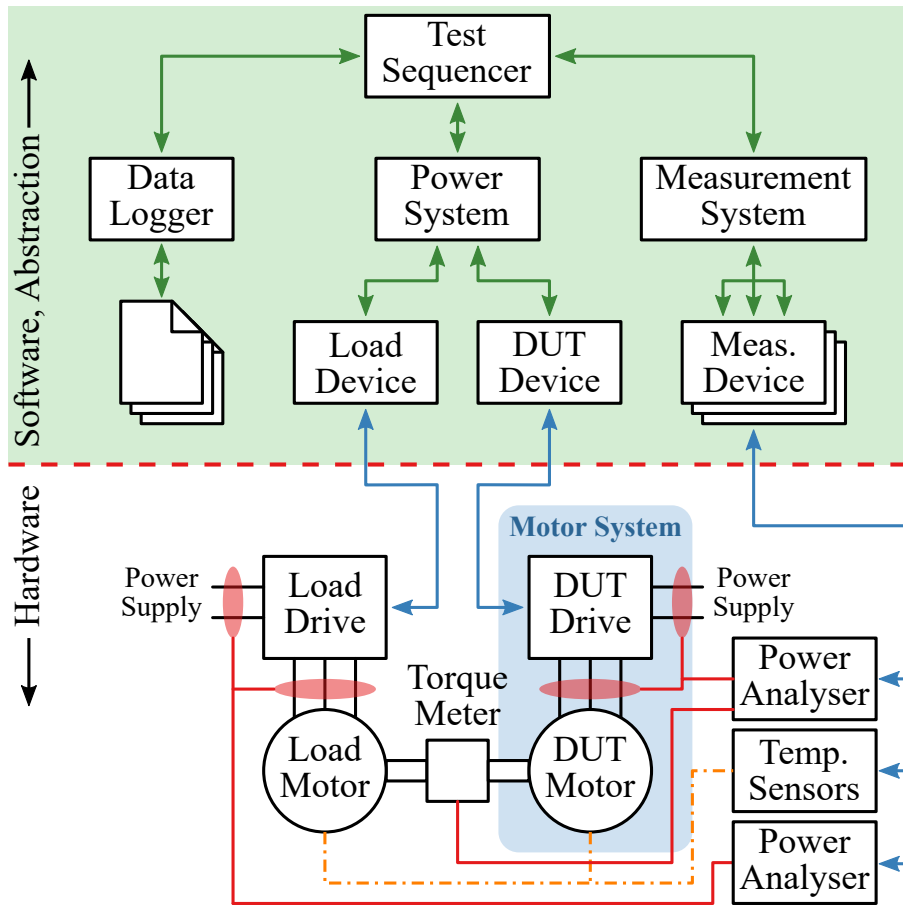 Test
Sequencer
Data
Logger
Power
System
Measurement
System
Load
Device
DUT
Device
Meas.
Device
Software, Abstraction
Hardware
Motor System
Power
Supply
Load
Drive
DUT
Drive
Power
Supply
Torque
Meter
Load
Motor
DUT
Motor
Power
Analyser
Temp.
Sensors
Power
Analyser